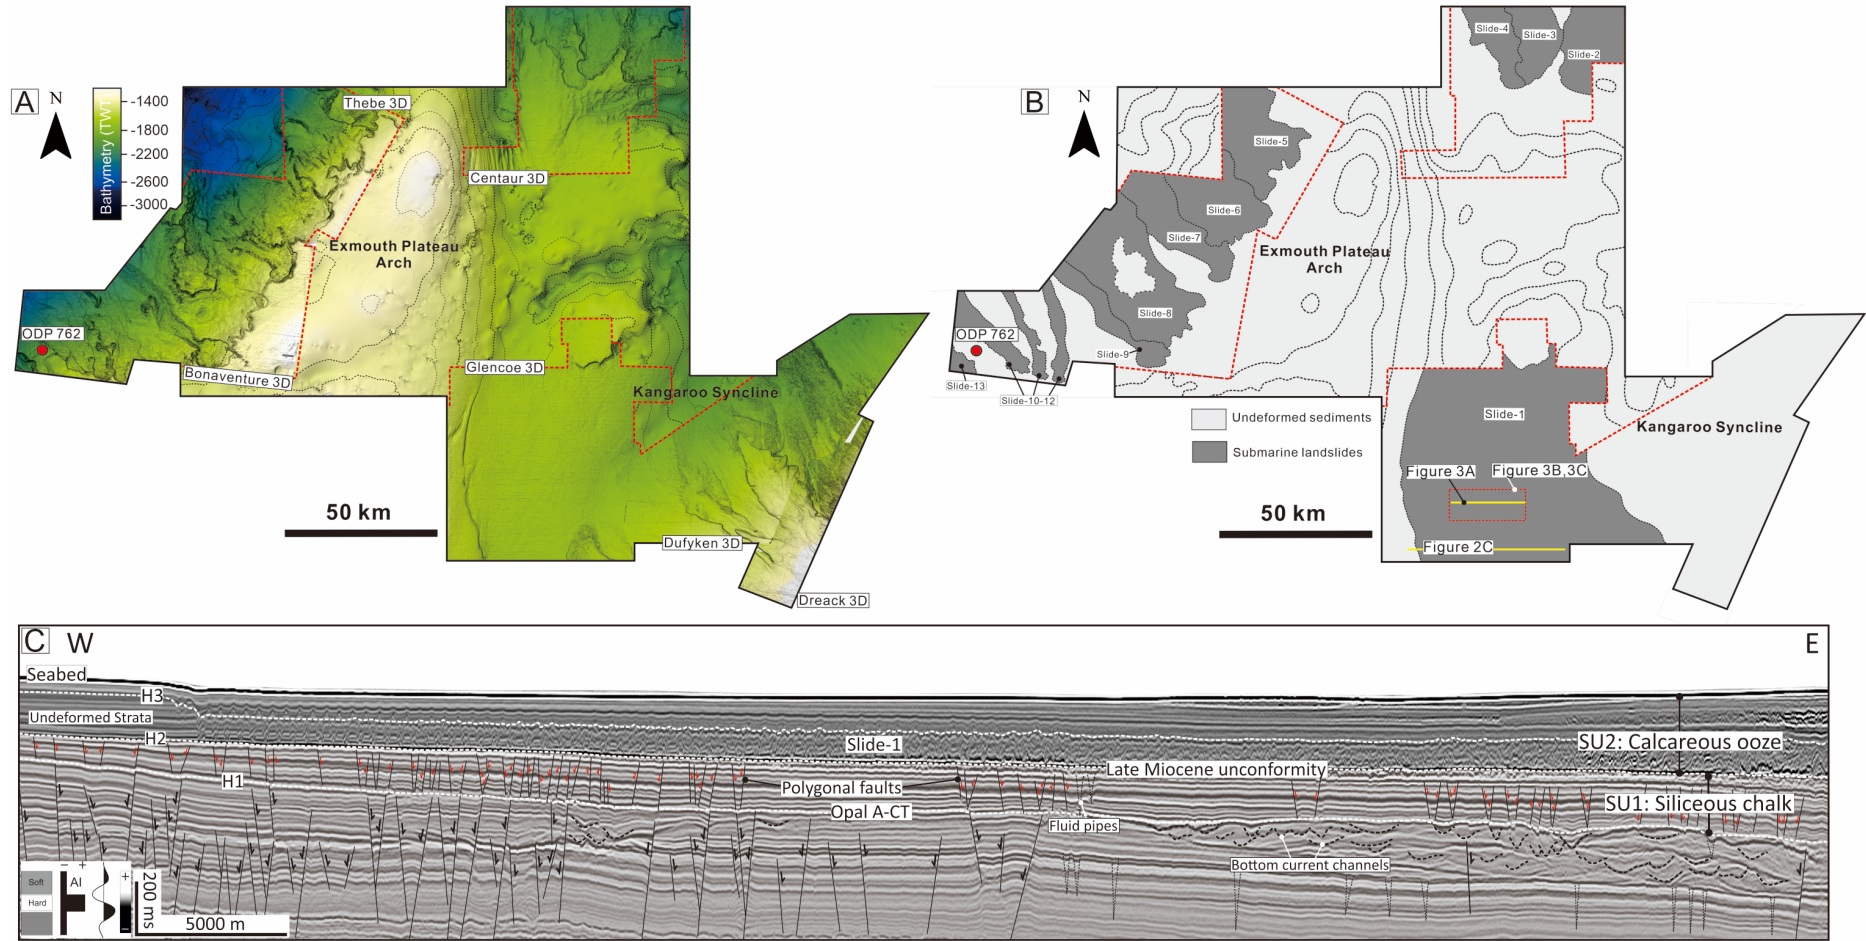 A
N
Bathymetry (TWT)
-1400
-1800
-2200
-2600
-3000
Thebe 3D
Centaur 3D
Exmouth Plateau
Arch
ODP 762
Bonaventure 3D
Glencoe 3D
Kangaroo Syncline
50 km
Dufyken 3D
Dreack 3D
B
N
Slide-4
Slide-3
Slide-2
Slide-5
Slide-6
Slide-7
Exmouth Plateau
Arch
Slide-8
ODP 762
Slide-9
Slide-13
Slide-10-12
Undeformed sediments
Submarine landslides
Slide-1
Kangaroo Syncline
Figure 3A
Figure 3B,3C
50 km
Figure 2C
C
W
E
Seabed
H3
Undeformed Strata
H2
Slide-1
SU2: Calcareous ooze
Late Miocene unconformity
H1
Polygonal faults
SU1: Siliceous chalk
Opal A-CT
Fluid pipes
Bottom current channels
Soft
Hard
- +
AI
+
-
200 ms
5000 m